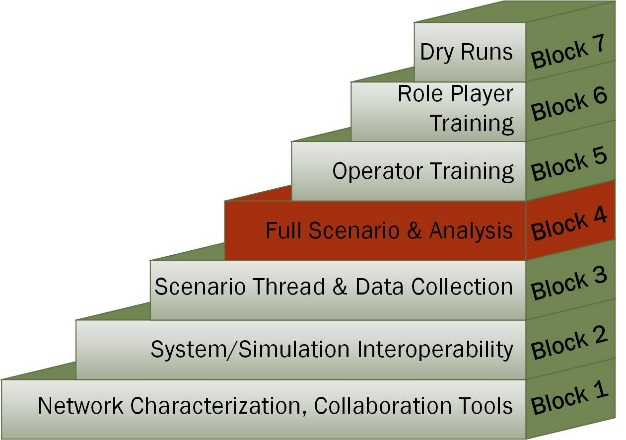 Dry Runs
Block 7
Role Player
Training
Block 6
Operator Training
Block 5
Full Scenario & Analysis
Block 4
Scenario Thread & Data Collection
Block 3
System/Simulation Interoperability
Block 2
Network Characterization, Collaboration Tools
Block 1